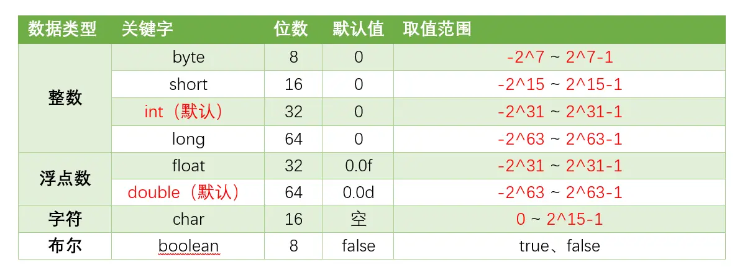 数据类型 关键字 位数 默认值 取值范围
整数 byte 8 0 -2^7 ~ 2^7-1
short 16 0 -2^15 ~ 2^15-1
int（默认） 32 0 -2^31 ~ 2^31-1
long 64 0 -2^63 ~ 2^63-1
浮点数 float 32 0.0f -2^31 ~ 2^31-1
double（默认） 64 0.0d -2^63 ~ 2^63-1
字符 char 16 空 0 ~ 2^15-1
布尔 boolean 8 false true、false